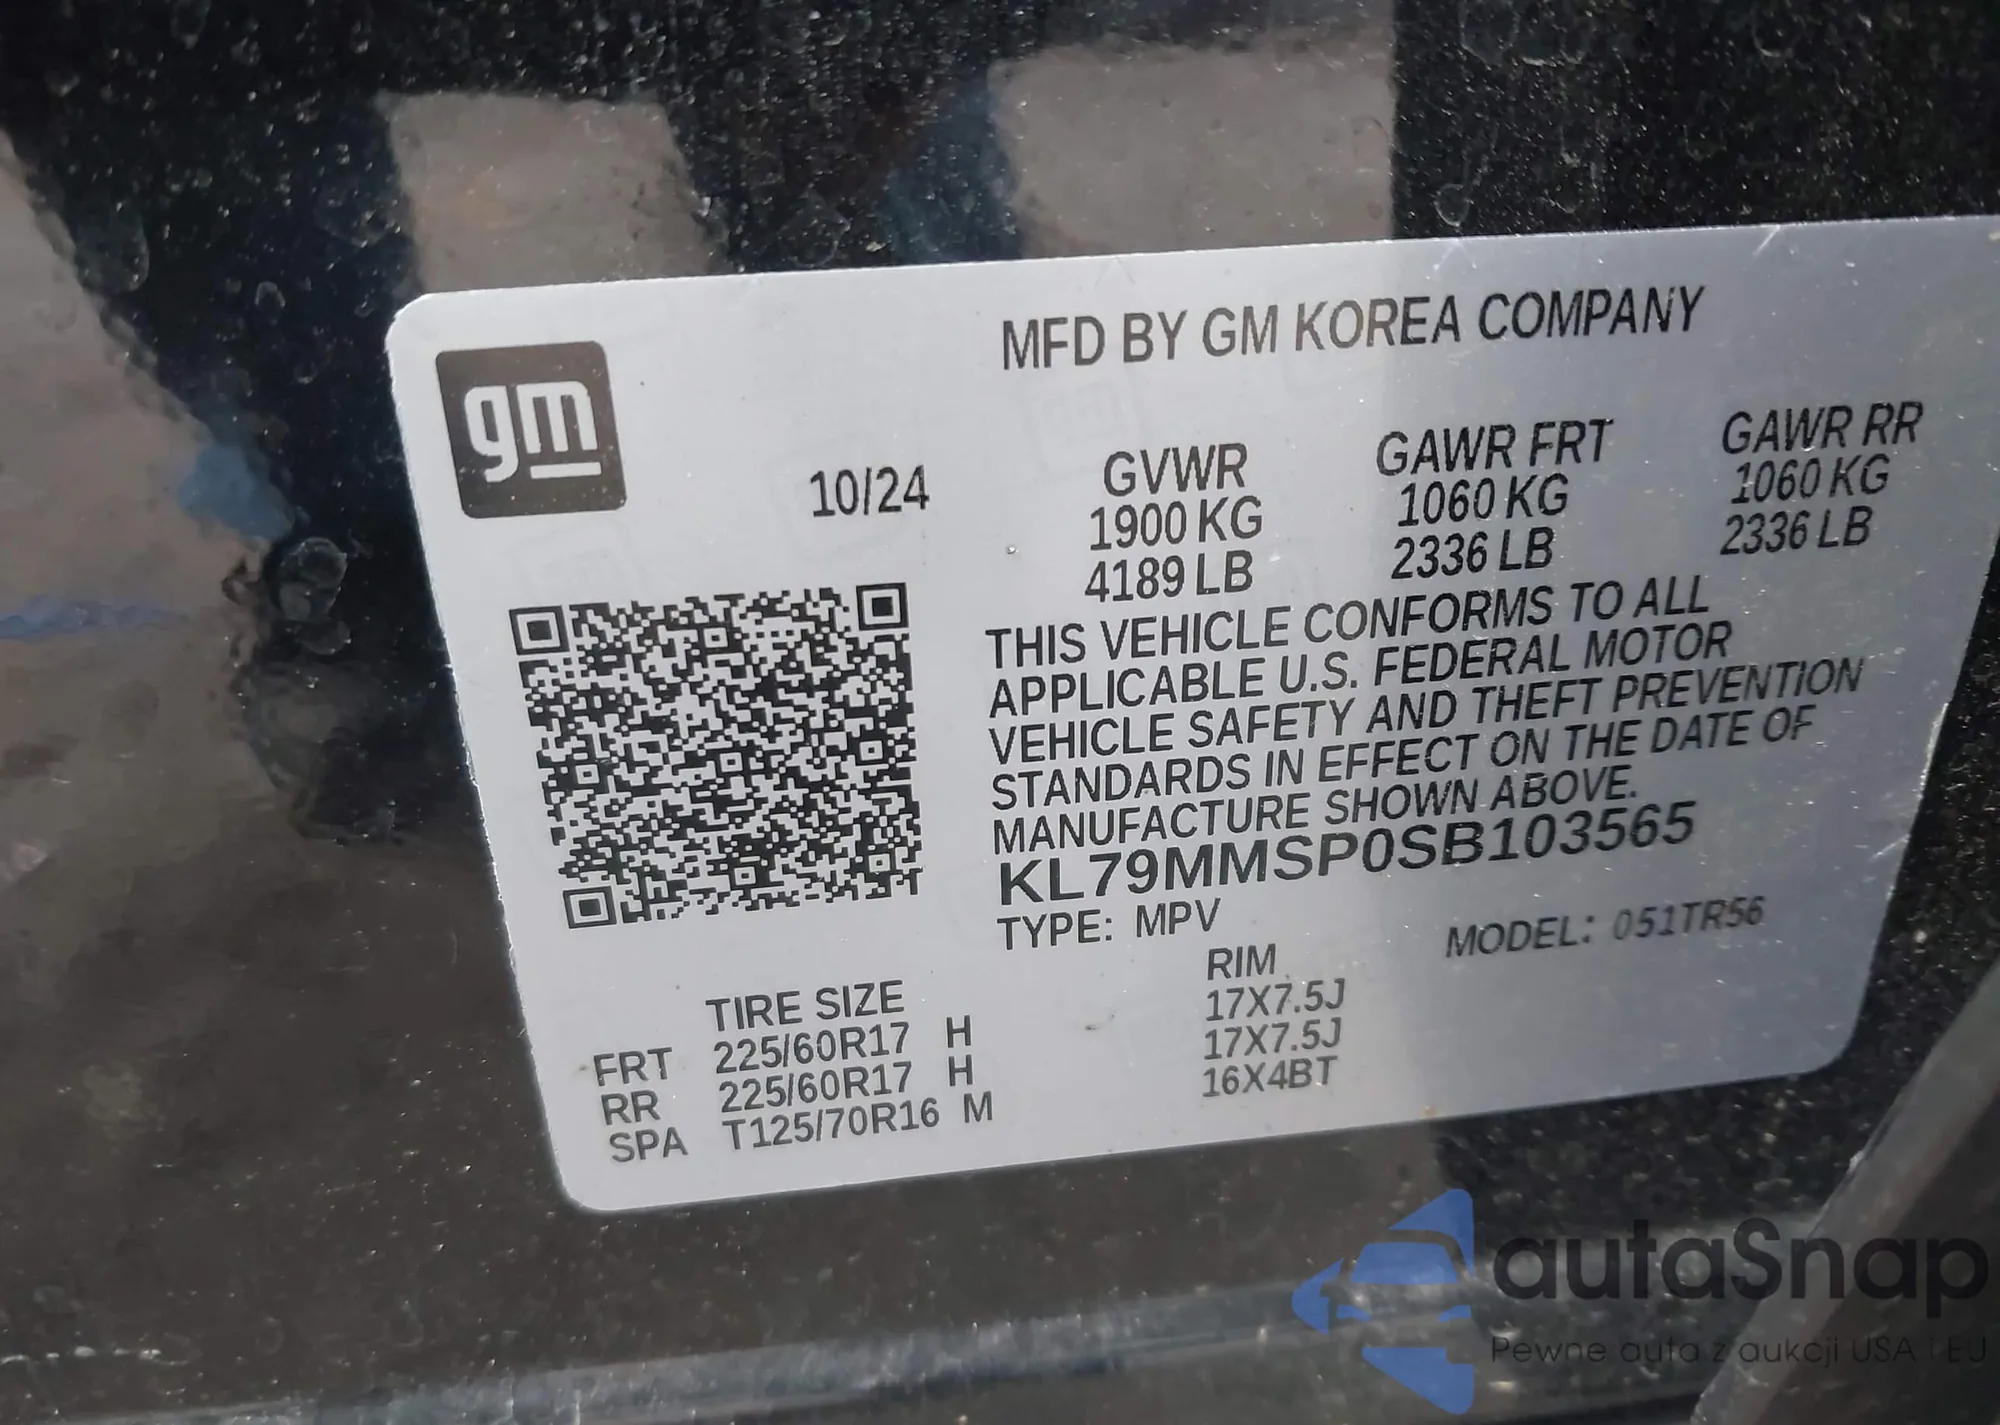 gm
MFD BY GM KOREA COMPANY
10/24
GVWR GAWR FRT GAWR RR
1900 KG 1060 KG 1060 KG
4189 LB 2336 LB 2336 LB
THIS VEHICLE CONFORMS TO ALL
APPLICABLE U.S. FEDERAL MOTOR
VEHICLE SAFETY AND THEFT PREVENTION
STANDARDS IN EFFECT ON THE DATE OF
MANUFACTURE SHOWN ABOVE.
KL79MMSP0SB103565
TYPE: MPV MODEL: 051TR56
TIRE SIZE RIM
FRT 225/60R17 H 17X7.5J
RR 225/60R17 H 17X7.5J
SPA T125/70R16 M 16X4BT
autaSnap
Pewne auta z aukcji USA i EU